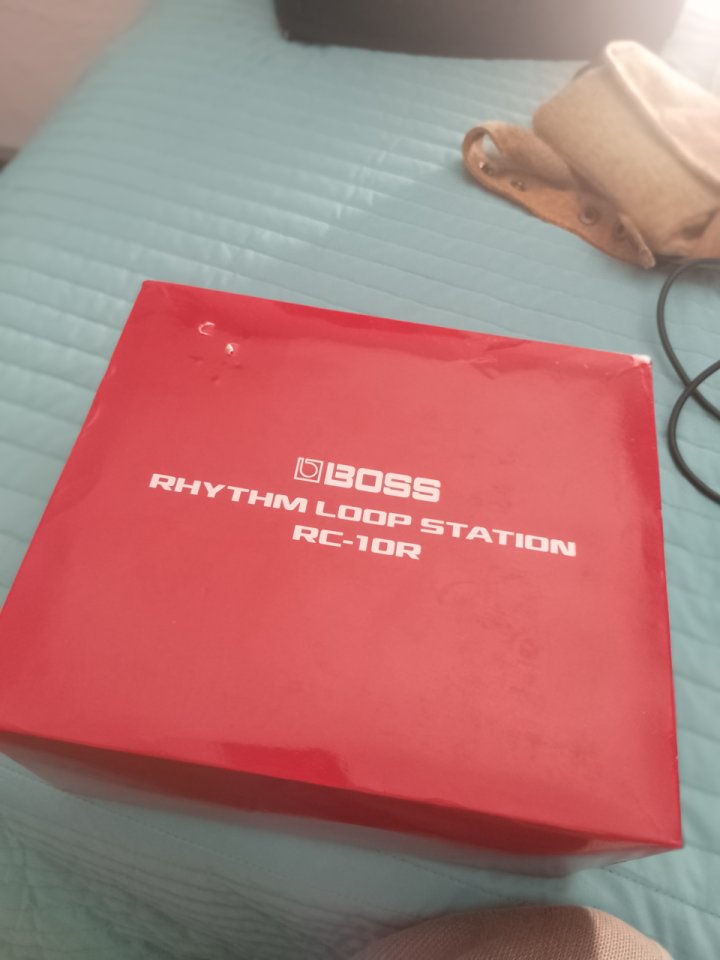 BOSS
RHYTHM LOOP STATION
RC-10R